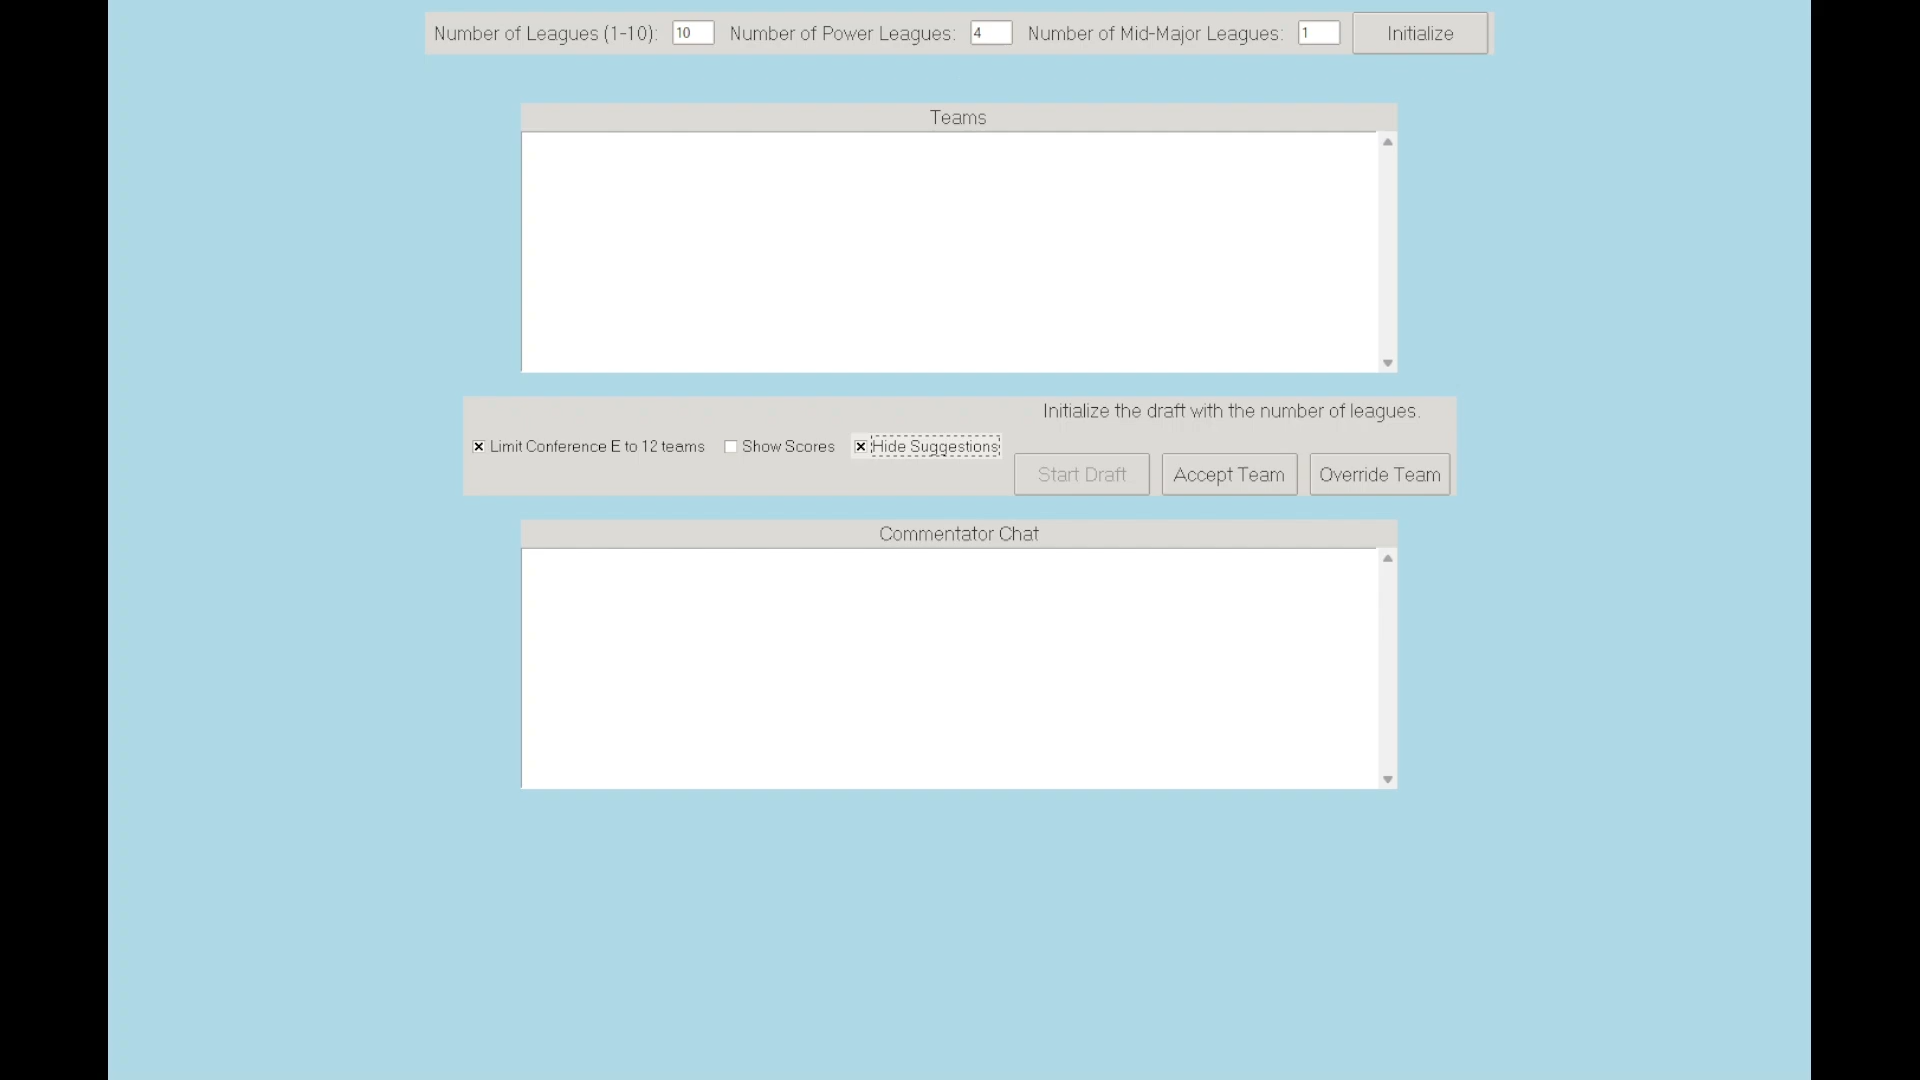 Number of Leagues (1-10): 10 Number of Power Leagues: 4 Number of Mid-Major Leagues: 1 Initialize
Teams
Initialize the draft with the number of leagues.
Limit Conference E to 12 teams Show Scores Hide Suggestions
Start Draft Accept Team Override Team
Commentator Chat